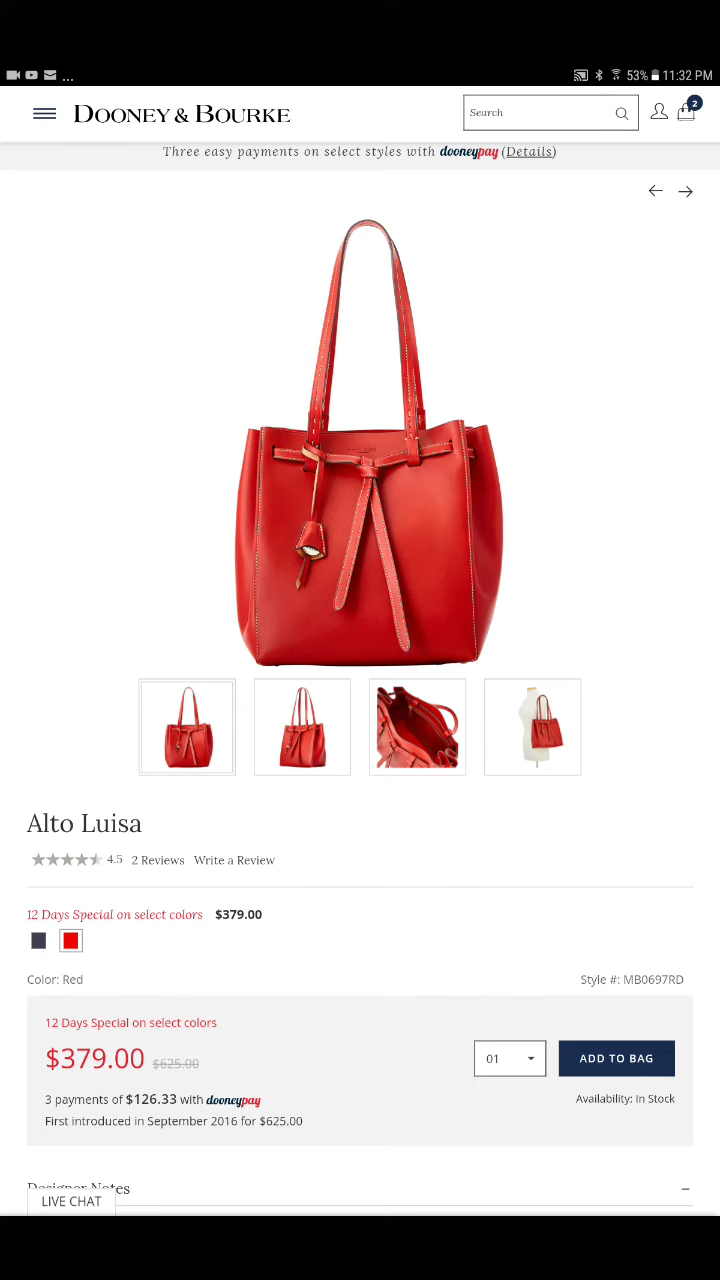 ... 53% 11:32 PM
DOONEY & BOURKE Search 2
Three easy payments on select styles with dooneypay (Details)
Alto Luisa
4.5 2 Reviews Write a Review
12 Days Special on select colors $379.00
Color: Red Style #: MB0697RD
12 Days Special on select colors
$379.00 $625.00 01 ADD TO BAG
3 payments of $126.33 with dooneypay Availability: In Stock
First introduced in September 2016 for $625.00
Designer Notes
LIVE CHAT